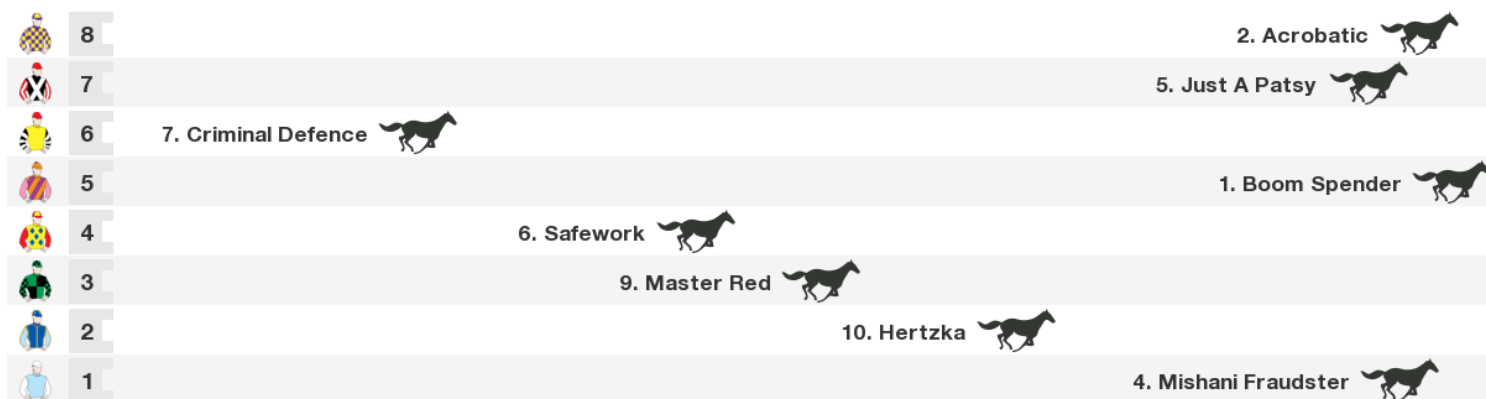 8 2. Acrobatic
7 5. Just A Patsy
6 7. Criminal Defence
5 1. Boom Spender
4 6. Safework
3 9. Master Red
2 10. Hertzka
1 4. Mishani Fraudster